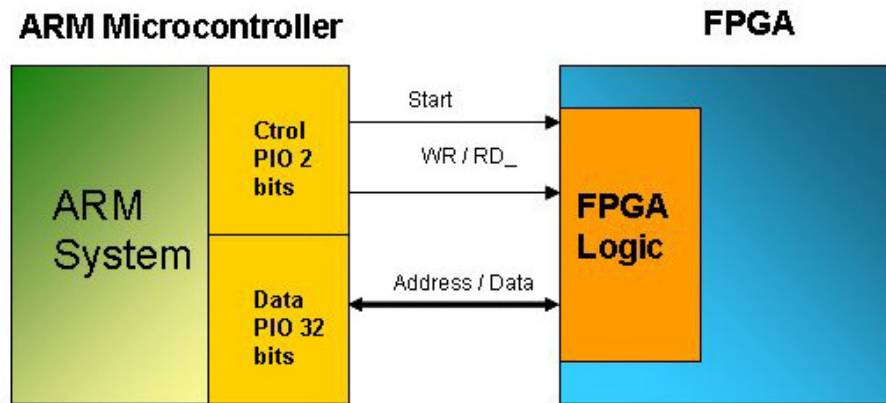 ARM Microcontroller
FPGA
ARM
System
Ctrol
PIO 2
bits
Data
PIO 32
bits
Start
WR / RD_
Address / Data
FPGA
Logic